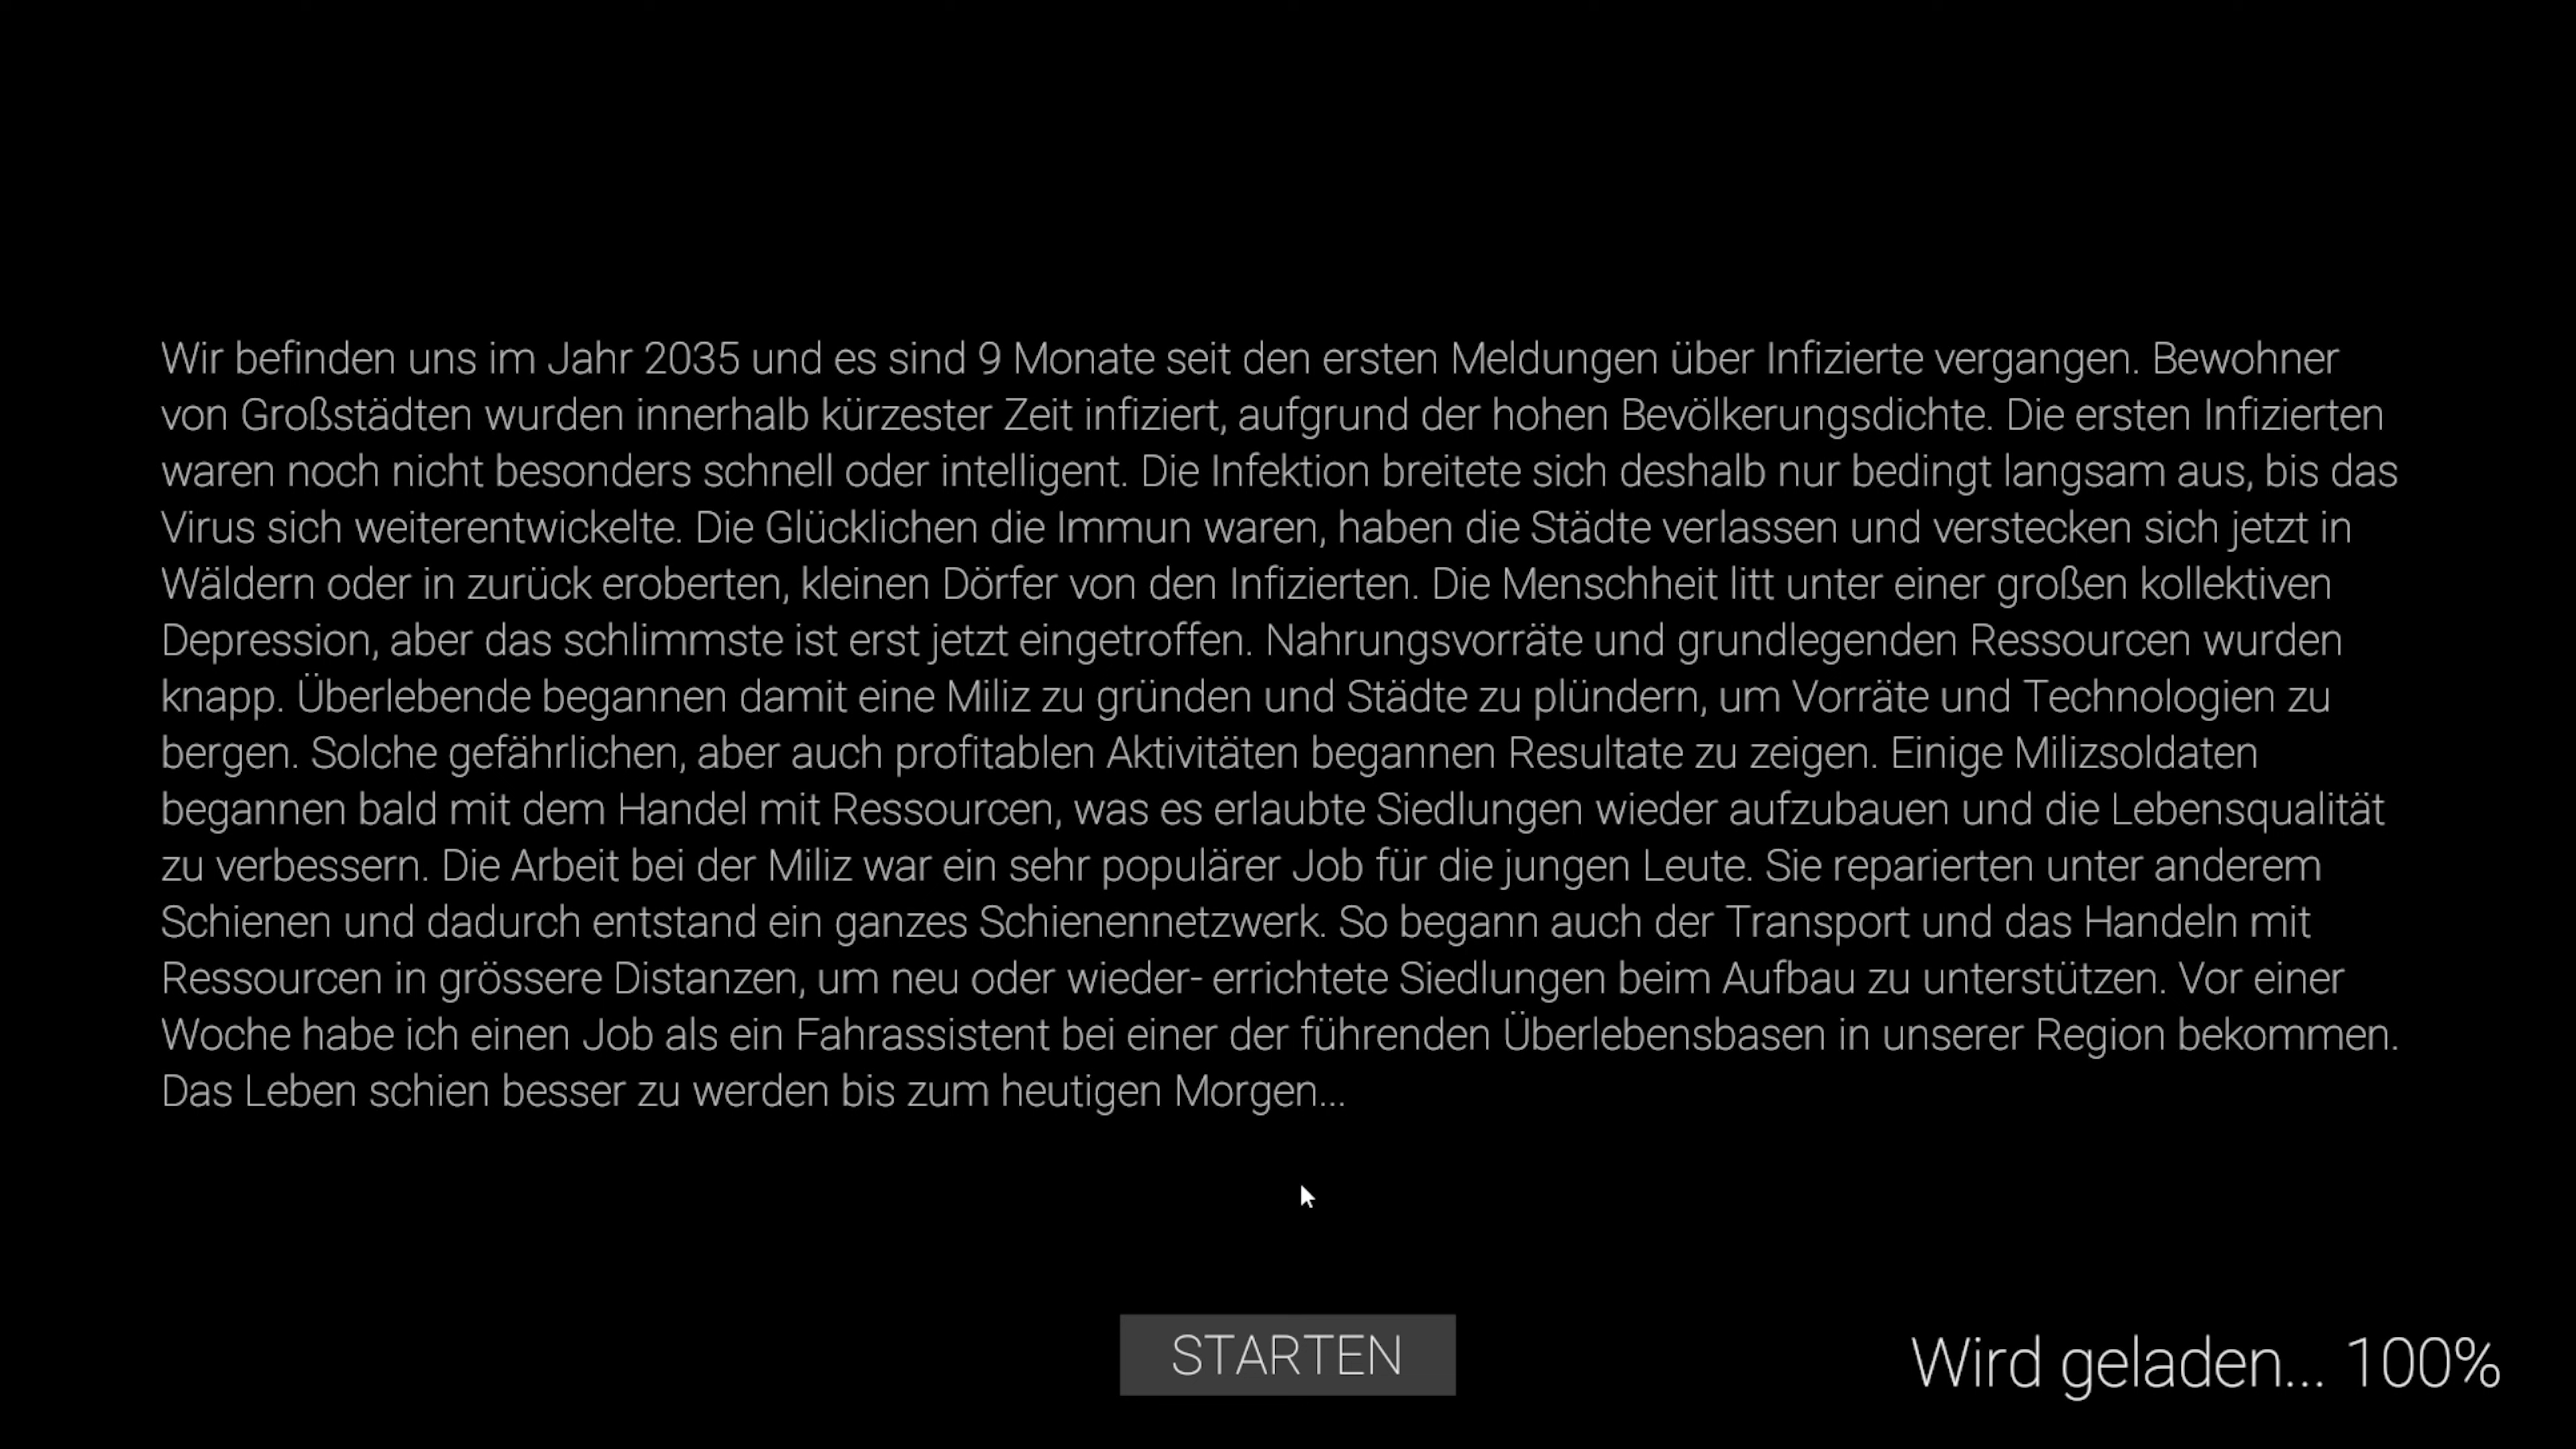 Wir befinden uns im Jahr 2035 und es sind 9 Monate seit den ersten Meldungen über Infizierte vergangen. Bewohner
von Großstädten wurden innerhalb kürzester Zeit infiziert, aufgrund der hohen Bevölkerungsdichte. Die ersten Infizierten
waren noch nicht besonders schnell oder intelligent. Die Infektion breitete sich deshalb nur bedingt langsam aus, bis das
Virus sich weiterentwickelte. Die Glücklichen die Immun waren, haben die Städte verlassen und verstecken sich jetzt in
Wäldern oder in zurück eroberten, kleinen Dörfer von den Infizierten. Die Menschheit litt unter einer großen kollektiven
Depression, aber das schlimmste ist erst jetzt eingetroffen. Nahrungsvorräte und grundlegenden Ressourcen wurden
knapp. Überlebende begannen damit eine Miliz zu gründen und Städte zu plündern, um Vorräte und Technologien zu
bergen. Solche gefährlichen, aber auch profitablen Aktivitäten begannen Resultate zu zeigen. Einige Milizsoldaten
begannen bald mit dem Handel mit Ressourcen, was es erlaubte Siedlungen wieder aufzubauen und die Lebensqualität
zu verbessern. Die Arbeit bei der Miliz war ein sehr populärer Job für die jungen Leute. Sie reparierten unter anderem
Schienen und dadurch entstand ein ganzes Schienennetzwerk. So begann auch der Transport und das Handeln mit
Ressourcen in grössere Distanzen, um neu oder wieder- errichtete Siedlungen beim Aufbau zu unterstützen. Vor einer
Woche habe ich einen Job als ein Fahrassistent bei einer der führenden Überlebensbasen in unserer Region bekommen.
Das Leben schien besser zu werden bis zum heutigen Morgen...
STARTEN
Wird geladen... 100%